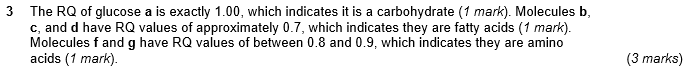 3 The RQ of glucose a is exactly 1.00, which indicates it is a carbohydrate (1 mark). Molecules b,
c, and d have RQ values of approximately 0.7, which indicates they are fatty acids (1 mark).
Molecules f and g have RQ values of between 0.8 and 0.9, which indicates they are amino
acids (1 mark). (3 marks)